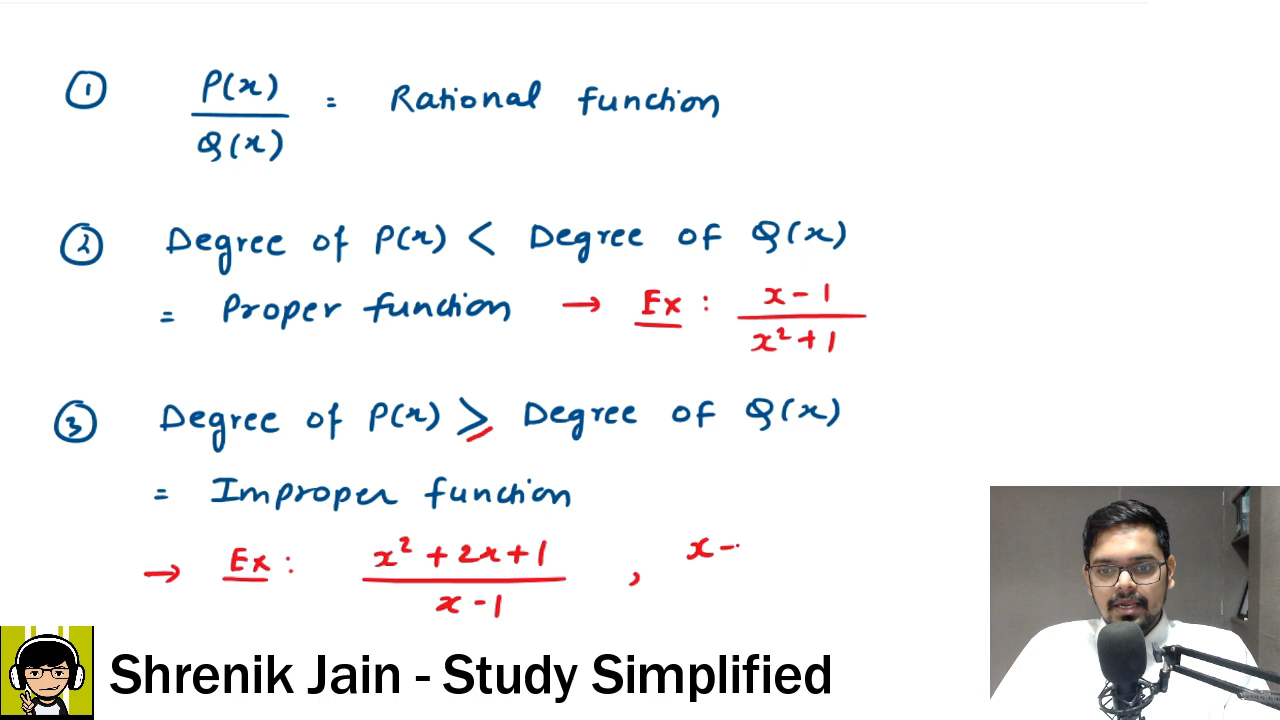 ① P(x)/Q(x) = Rational function
② Degree of P(x) < Degree of Q(x)
= Proper function → Ex : x-1/x²+1
③ Degree of P(x) ≥ Degree of Q(x)
= Improper function
→ Ex : x²+2x+1/x-1 , x-
Shrenik Jain - Study Simplified